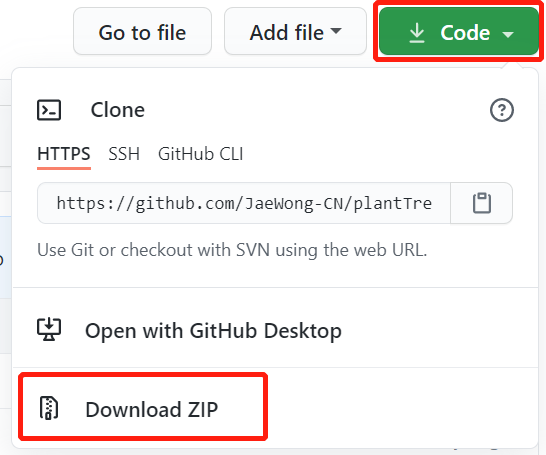 Go to file Add file Code
Clone
HTTPS SSH GitHub CLI
https://github.com/JaeWong-CN/plantTre
Use Git or checkout with SVN using the web URL.
Open with GitHub Desktop
Download ZIP